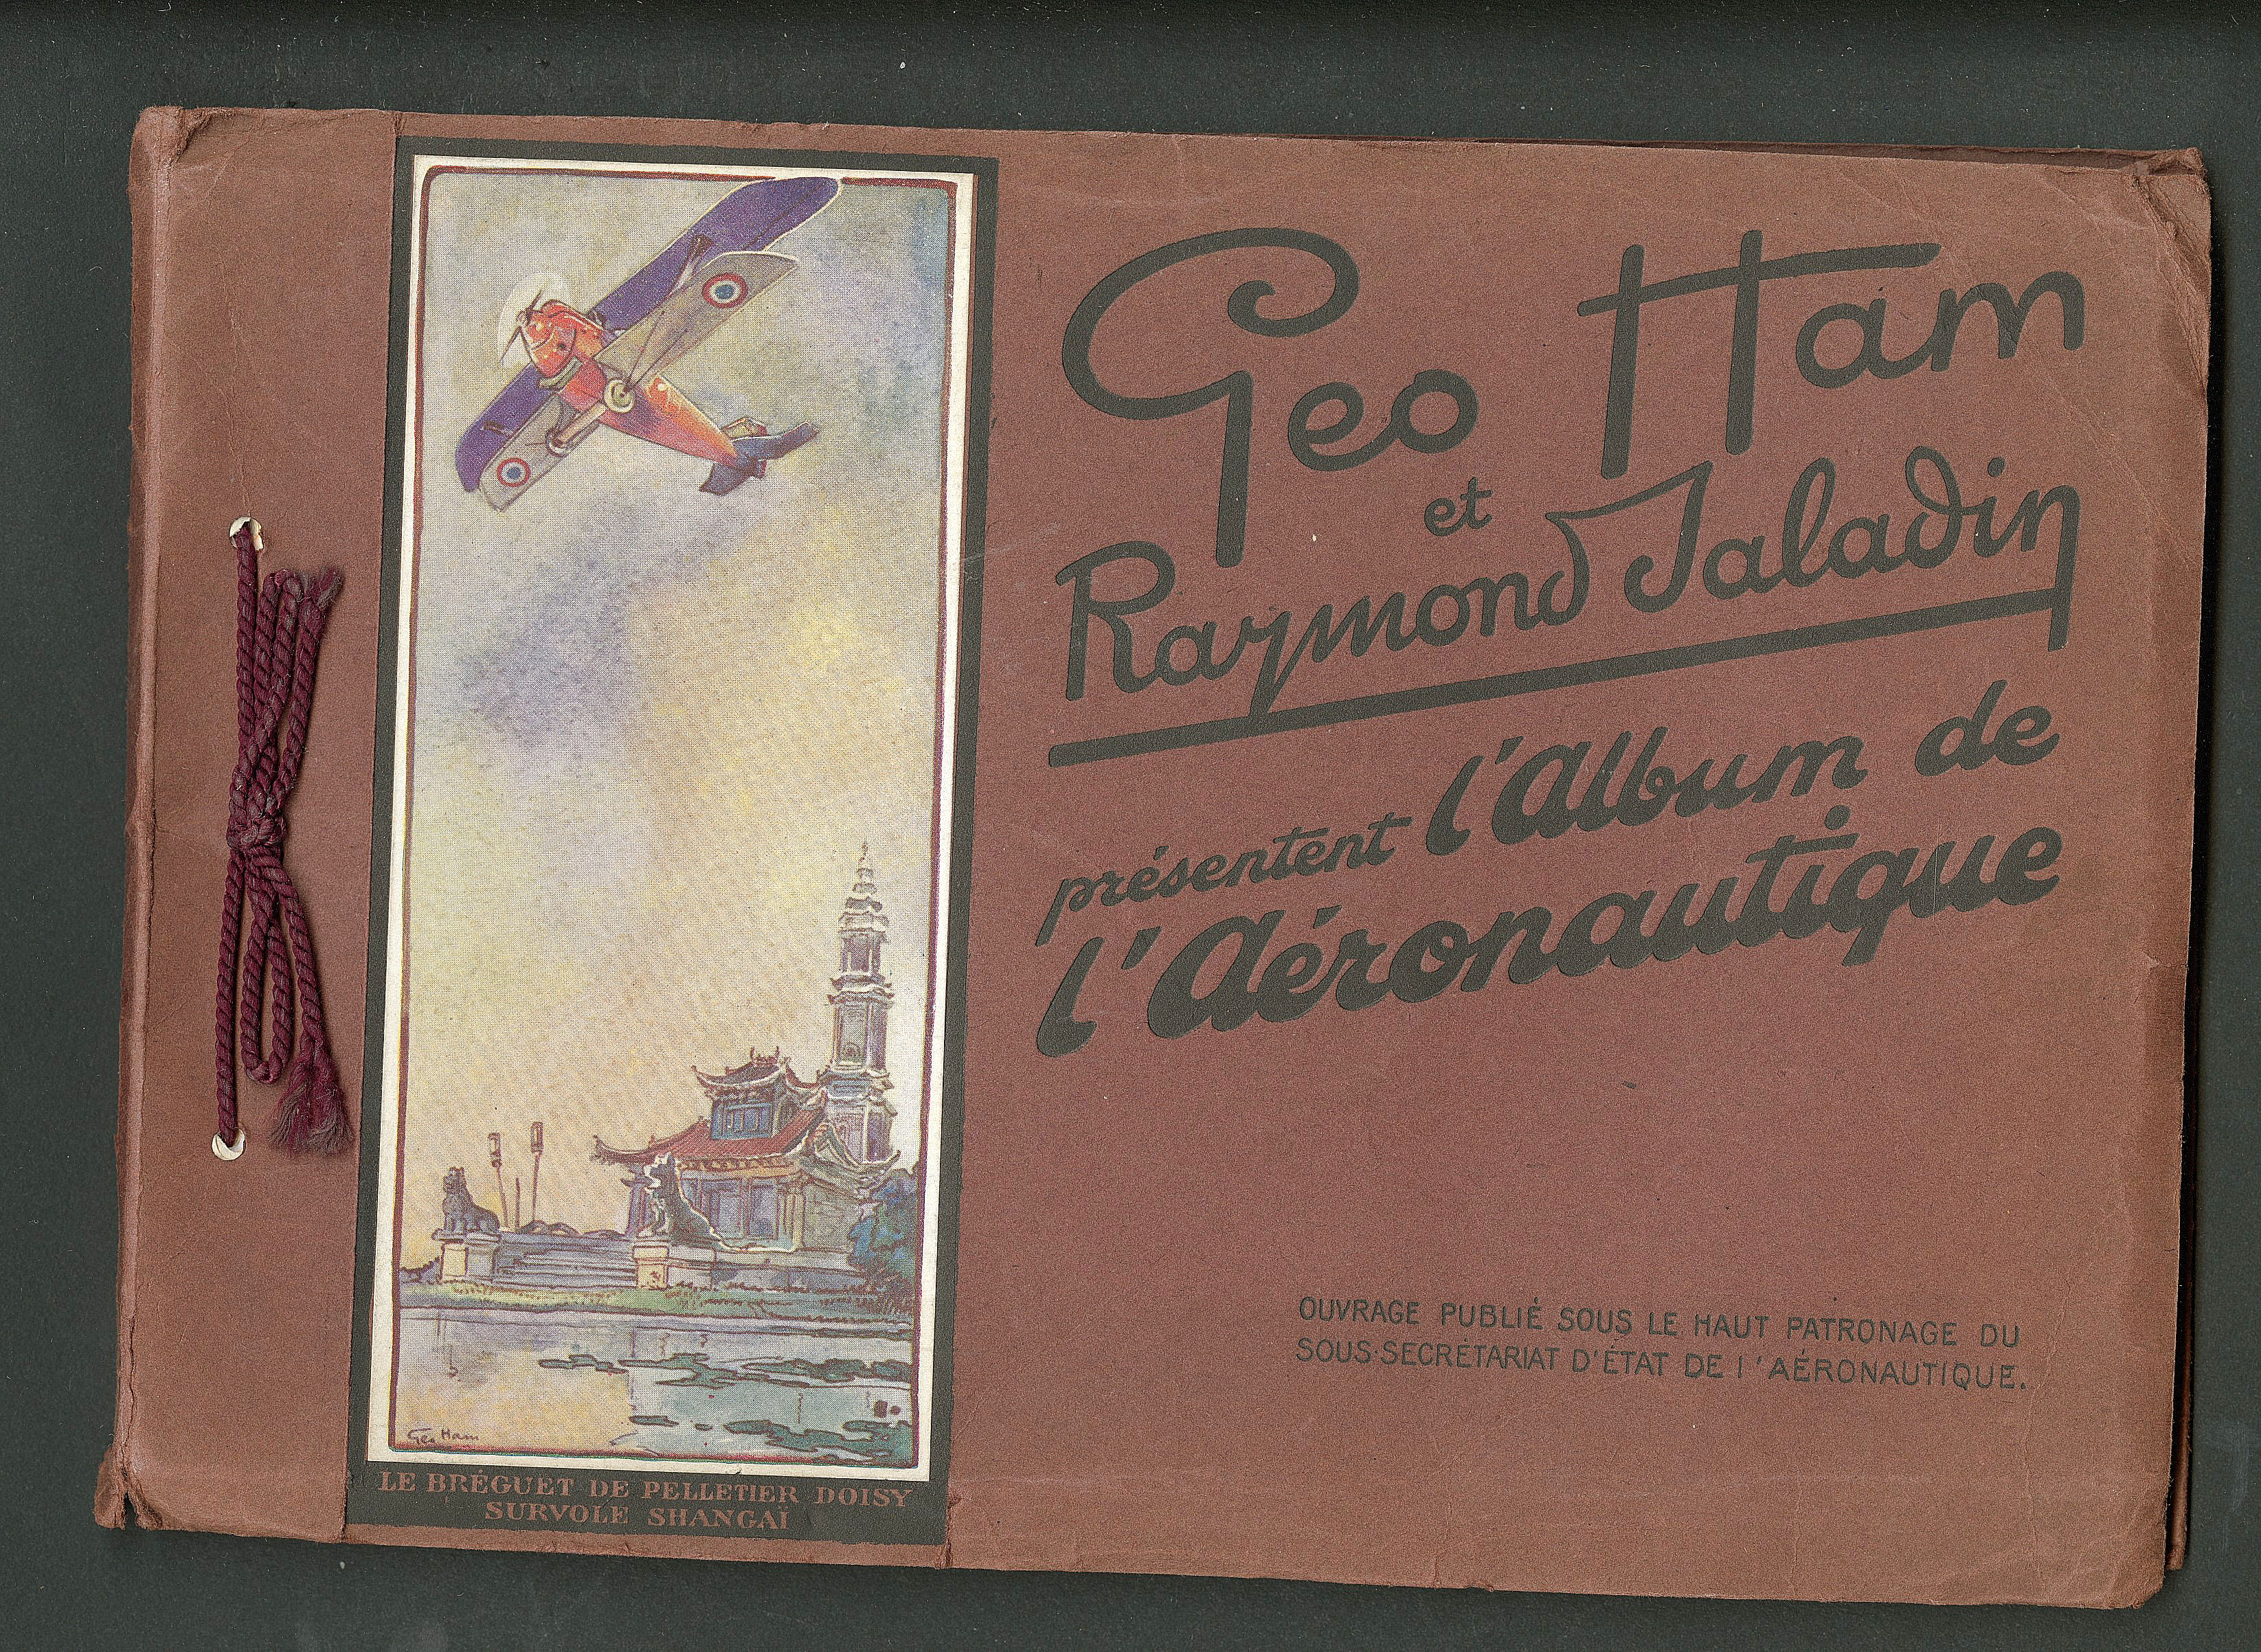 Geo Ham
et
Raymond Saladin
présentent l'album de
l'aéronautique
OUVRAGE PUBLIÉ SOUS LE HAUT PATRONAGE DU
SOUS-SECRÉTARIAT D'ÉTAT DE l'AÉRONAUTIQUE.
Geo Ham
LE BRÉGUET DE PELLETIER DOISY
SURVOLE SHANGAÏ